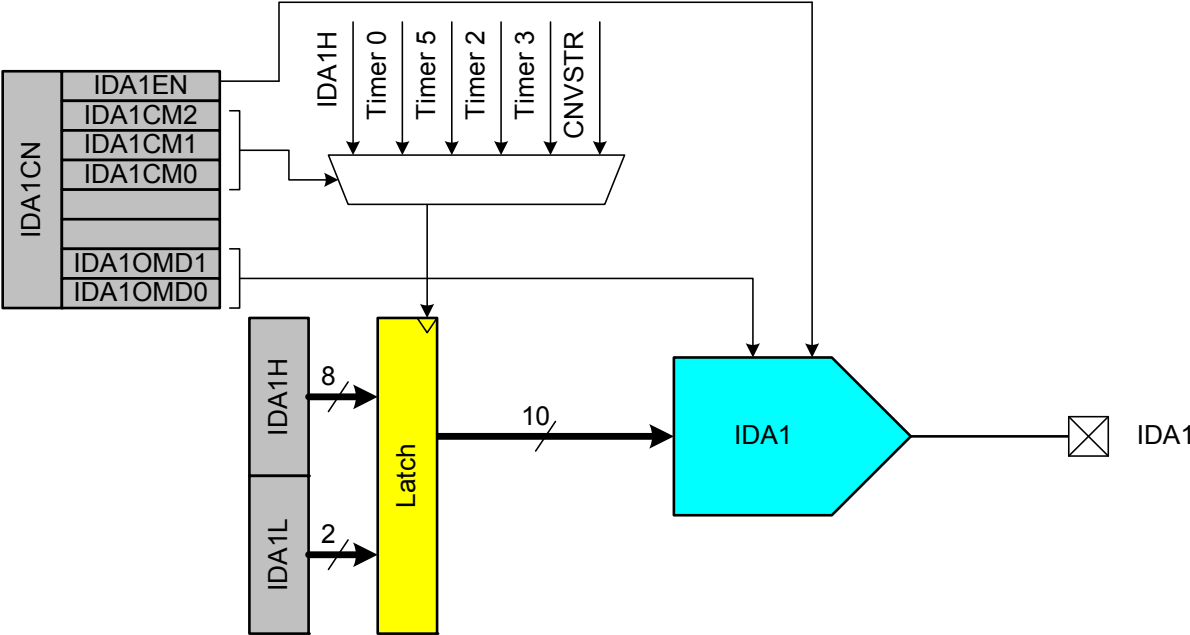 IDA1CN
IDA1EN
IDA1CM2
IDA1CM1
IDA1CM0
IDA1OMD1
IDA1OMD0
IDA1H
Timer 0
Timer 5
Timer 2
Timer 3
CNVSTR
IDA1H
IDA1L
8
2
Latch
10
IDA1
IDA1